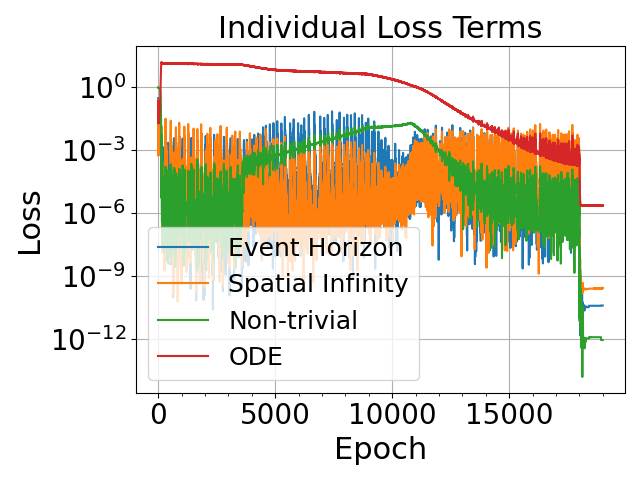 Individual Loss Terms
Loss
10^0
10^-3
10^-6
10^-9
10^-12
Event Horizon
Spatial Infinity
Non-trivial
ODE
0 5000 10000 15000
Epoch